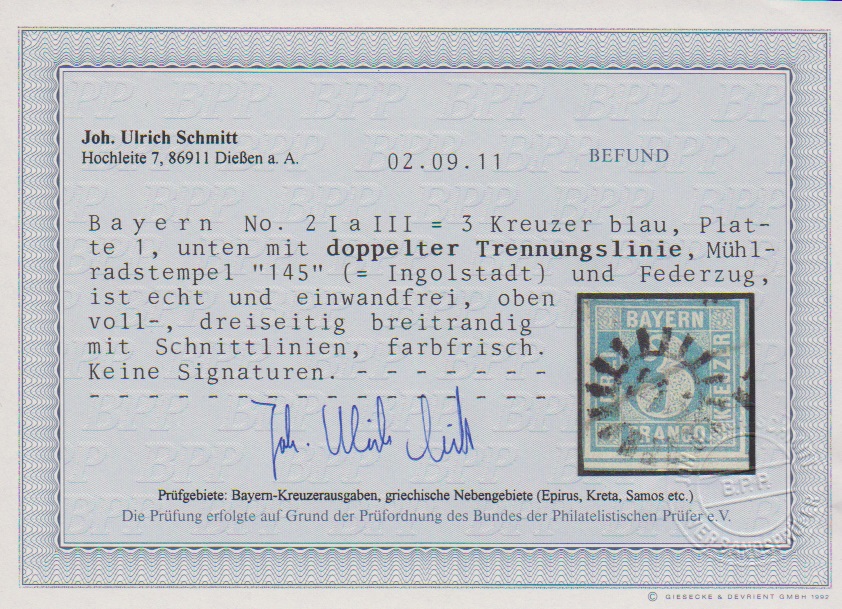 Joh. Ulrich Schmitt
Hochleite 7, 86911 Dießen a. A.
02.09.11
BEFUND
Bayern No. 2 I a III = 3 Kreuzer blau, Plat-
te 1, unten mit doppelter Trennungslinie, Mühl-
radstempel "145" (= Ingolstadt) und Federzug,
ist echt und einwandfrei, oben
voll-, dreiseitig breitrandig
mit Schnittlinien, farbfrisch.
Keine Signaturen. - - - - - - -
- - - - - - - - - - - - - - - -
BAYERN
FRANCO
Joh. Ulrich Schmitt
B.P.P.
Prüfgebiete: Bayern-Kreuzerausgaben, griechische Nebengebiete (Epirus, Kreta, Samos etc.)
Die Prüfung erfolgte auf Grund der Prüfordnung des Bundes der Philatelistischen Prüfer e.V.
© GIESECKE & DEVRIENT GMBH 1992